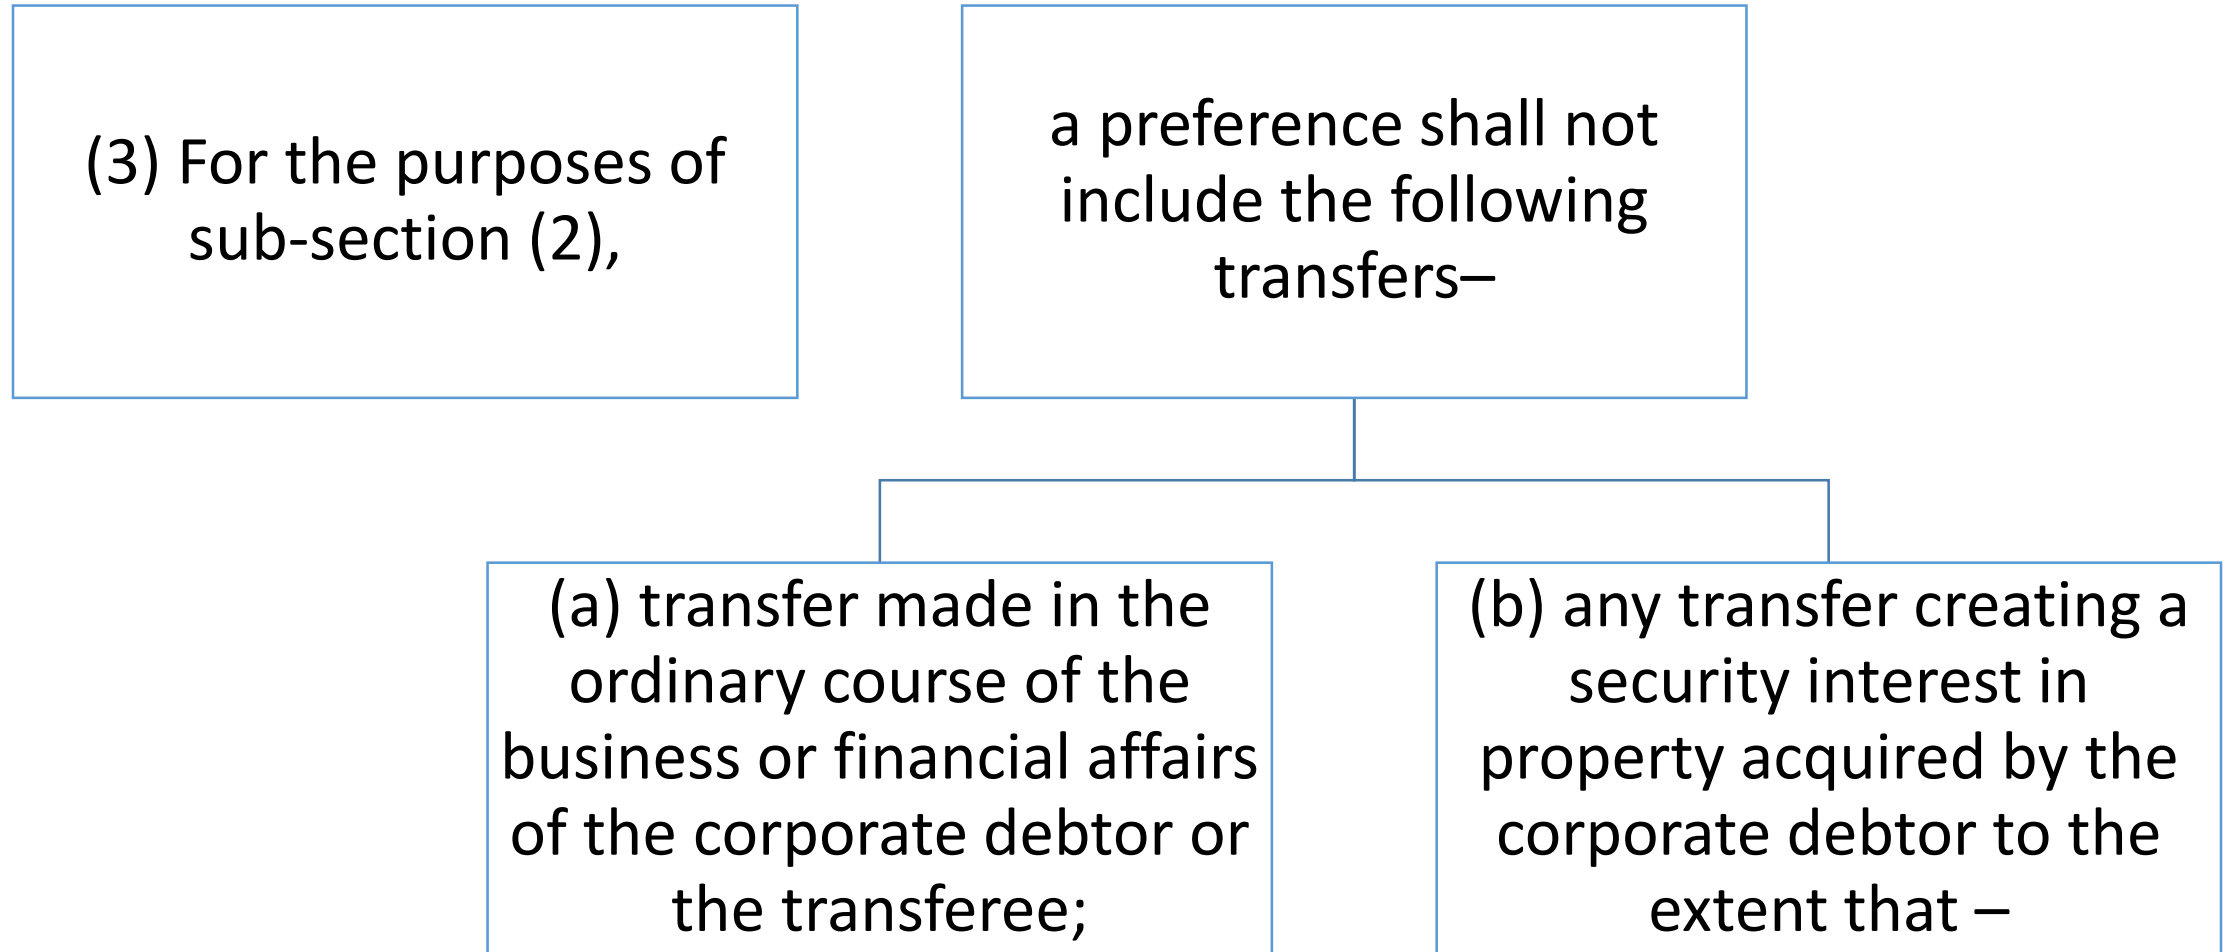 (3) For the purposes of
sub-section (2),
a preference shall not
include the following
transfers–
(a) transfer made in the
ordinary course of the
business or financial affairs
of the corporate debtor or
the transferee;
(b) any transfer creating a
security interest in
property acquired by the
corporate debtor to the
extent that –